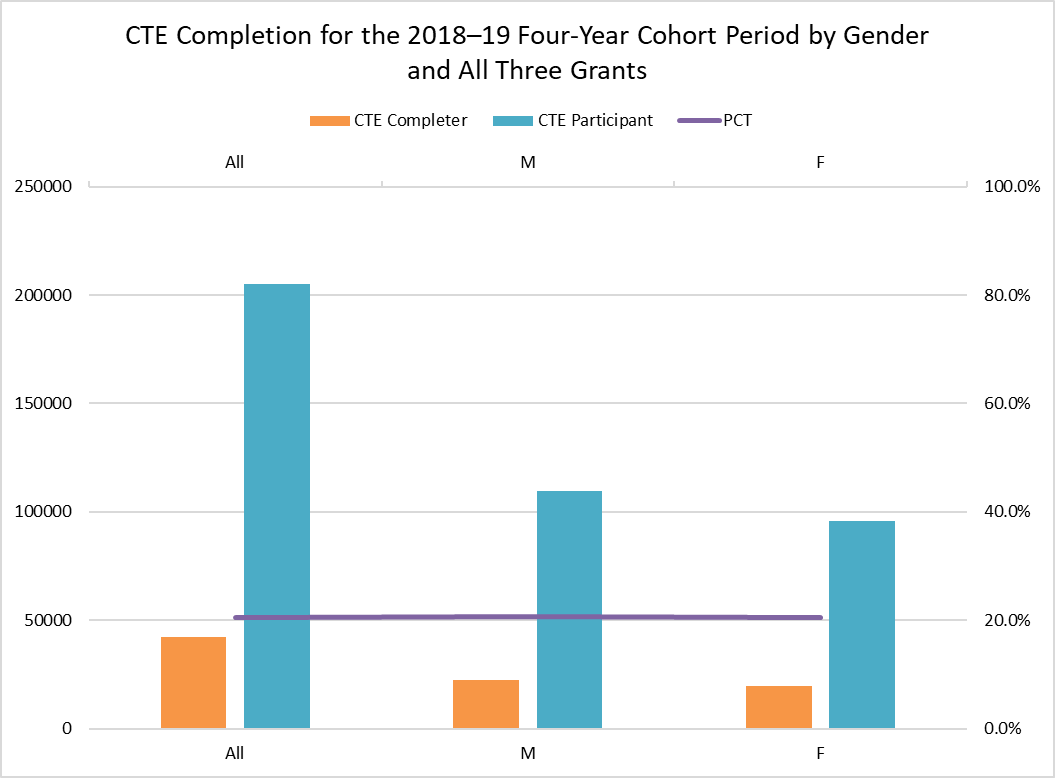 CTE Completion for the 2018–19 Four-Year Cohort Period by Gender
and All Three Grants
CTE Completer CTE Participant PCT
All M F
250000 100.0%
200000 80.0%
150000 60.0%
100000 40.0%
50000 20.0%
0 0.0%
All M F